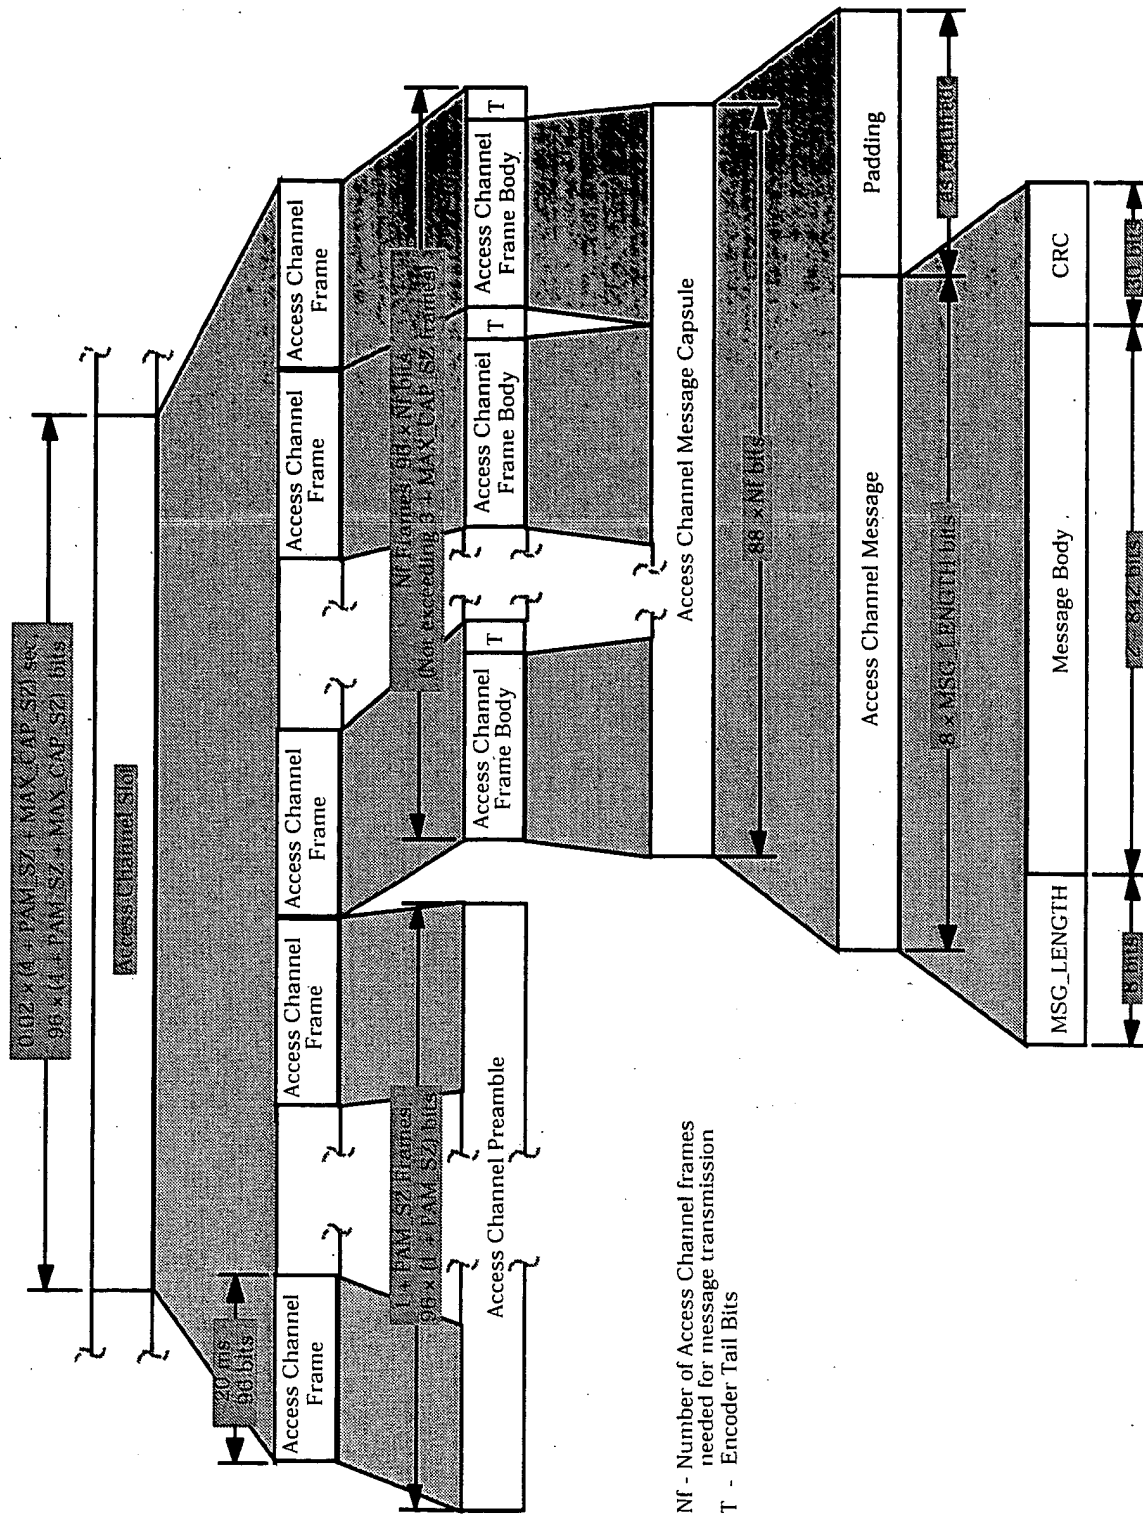 0.02 × (4 + PAM_SZ + MAX_CAP_SZ) sec,
96 × (4 + PAM_SZ + MAX_CAP_SZ) bits
Access Channel Slot
20 ms
96 bits
Access Channel
Frame
Access Channel
Frame
Access Channel
Frame
Access Channel
Frame
Access Channel
Frame
1 + PAM_SZ Frames,
96 × (1 + PAM_SZ) bits
Nf Frames, 96 × Nf bits,
(Not exceeding 3 + MAX_CAP_SZ frames)
Access Channel Preamble
Access Channel
Frame Body
T
Access Channel
Frame Body
T
Access Channel
Frame Body
T
Access Channel Message Capsule
88 × Nf bits
Access Channel Message
Padding
8 × MSG_LENGTH bits
as required
MSG_LENGTH
Message Body
CRC
8 bits
2 - 842 bits
30 bits
Nf - Number of Access Channel frames
needed for message transmission
T - Encoder Tail Bits